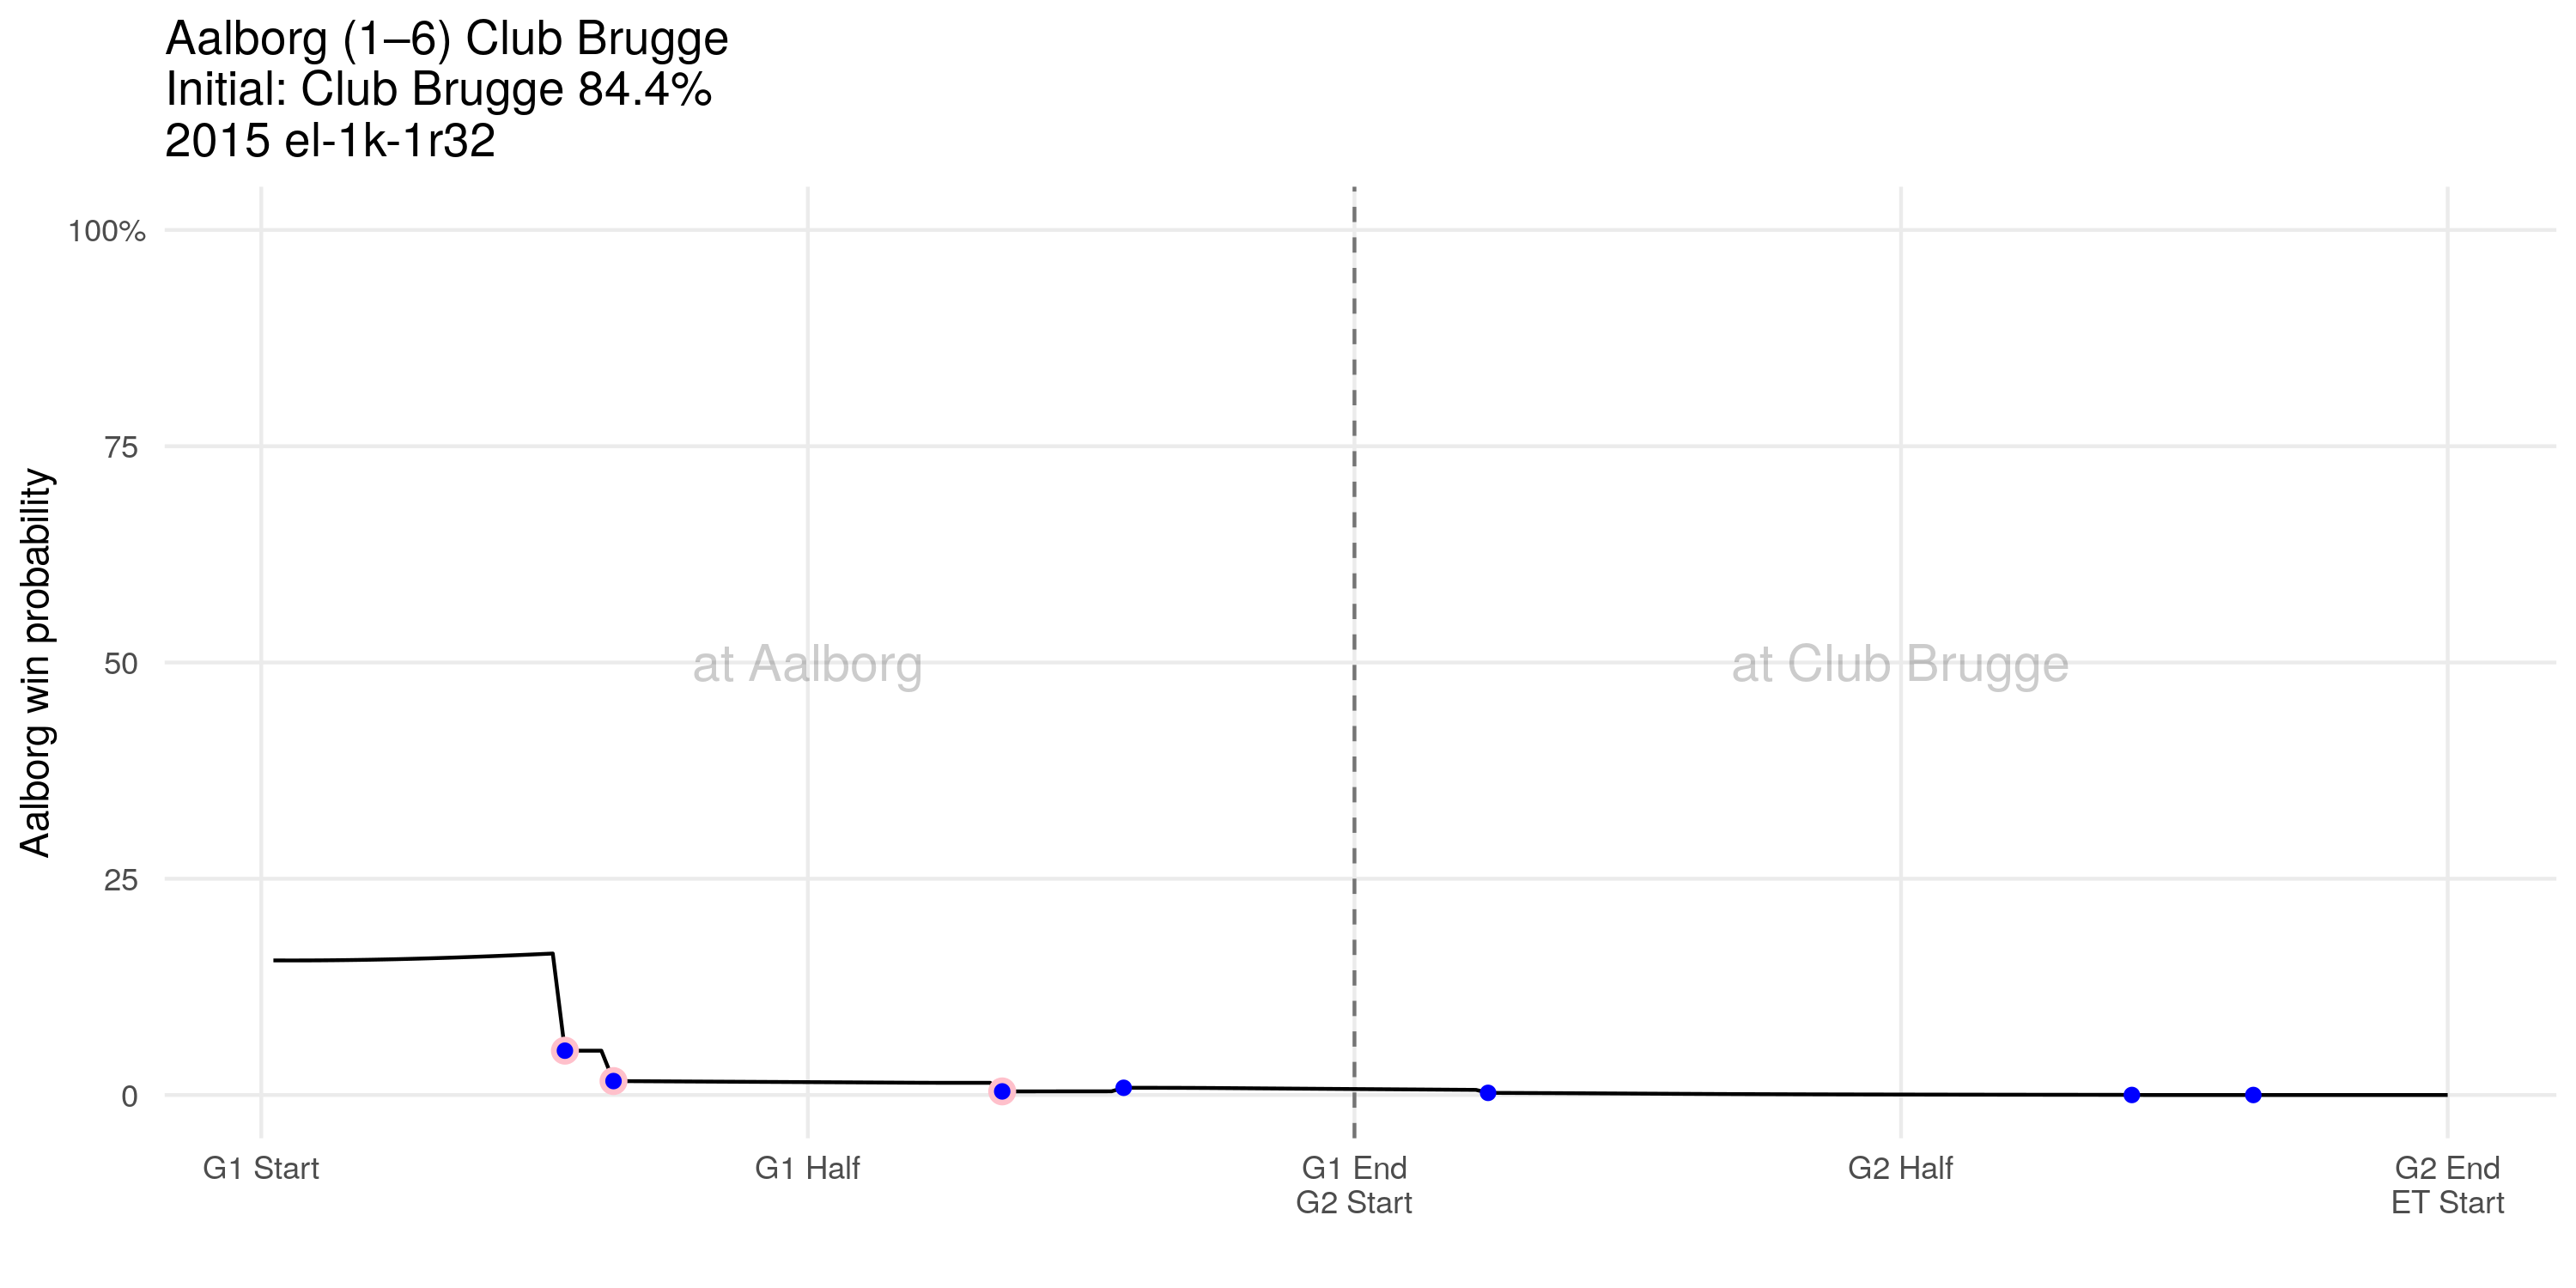 Aalborg (1–6) Club Brugge
Initial: Club Brugge 84.4%
2015 el-1k-1r32
Aalborg win probability
100%
75
50
25
0
at Aalborg
at Club Brugge
G1 Start
G1 Half
G1 End
G2 Start
G2 Half
G2 End
ET Start